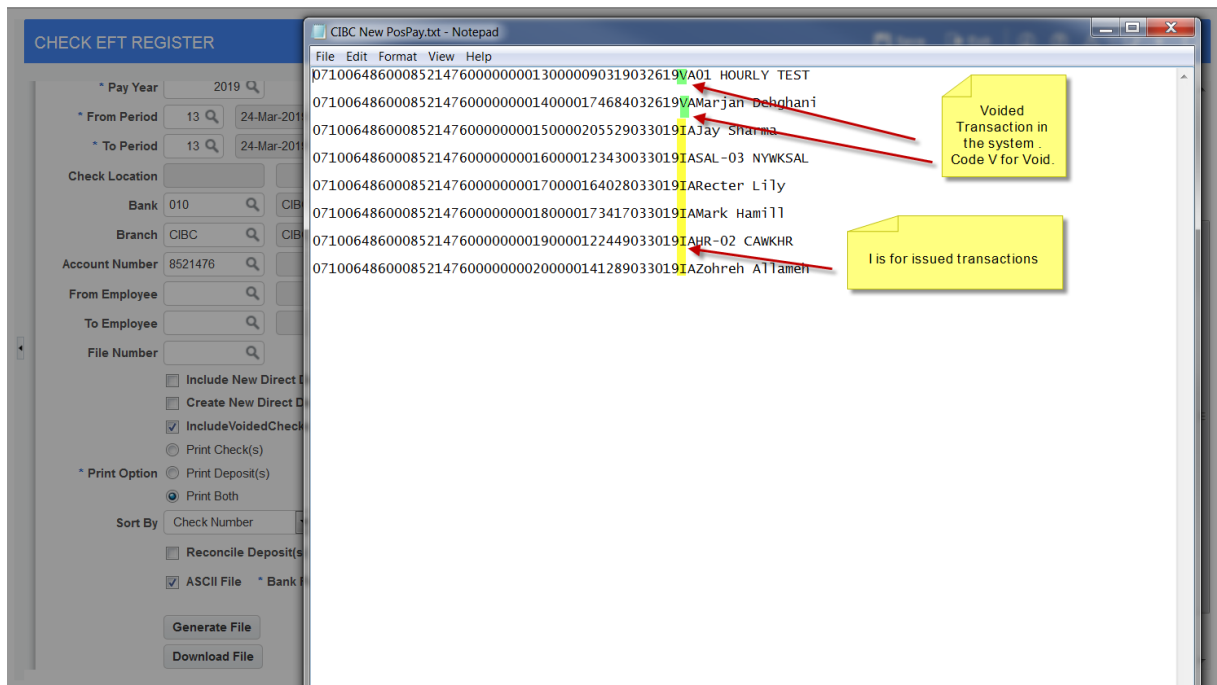 CHECK EFT REGISTER
* Pay Year 2019
* From Period 13 24-Mar-201
* To Period 13 24-Mar-201
Check Location
Bank 010 CIB
Branch CIBC CIB
Account Number 8521476
From Employee
To Employee
File Number
Include New Direct D
Create New Direct D
IncludeVoidedCheck
Print Check(s)
* Print Option Print Deposit(s)
Print Both
Sort By Check Number
Reconcile Deposit(s
ASCII File * Bank F
Generate File
Download File
CIBC New PosPay.txt - Notepad
File Edit Format View Help
07100648600085214760000000013000009031903 2619VA01 HOURLY TEST
071006486000852147600000000140000174684032619VAMarjan Dehghani
071006486000852147600000000150000205529033019IAJay Sharma
071006486000852147600000000160000123430033019IASAL-03 NYWKSAL
071006486000852147600000000170000164028033019IARecter Lily
071006486000852147600000000180000173417033019IAMark Hamill
071006486000852147600000000190000122449033019IAHR-02 CAWKHR
071006486000852147600000000200000141289033019IAZohreh Allameh
Voided
Transaction in
the system .
Code V for Void.
I is for issued transactions